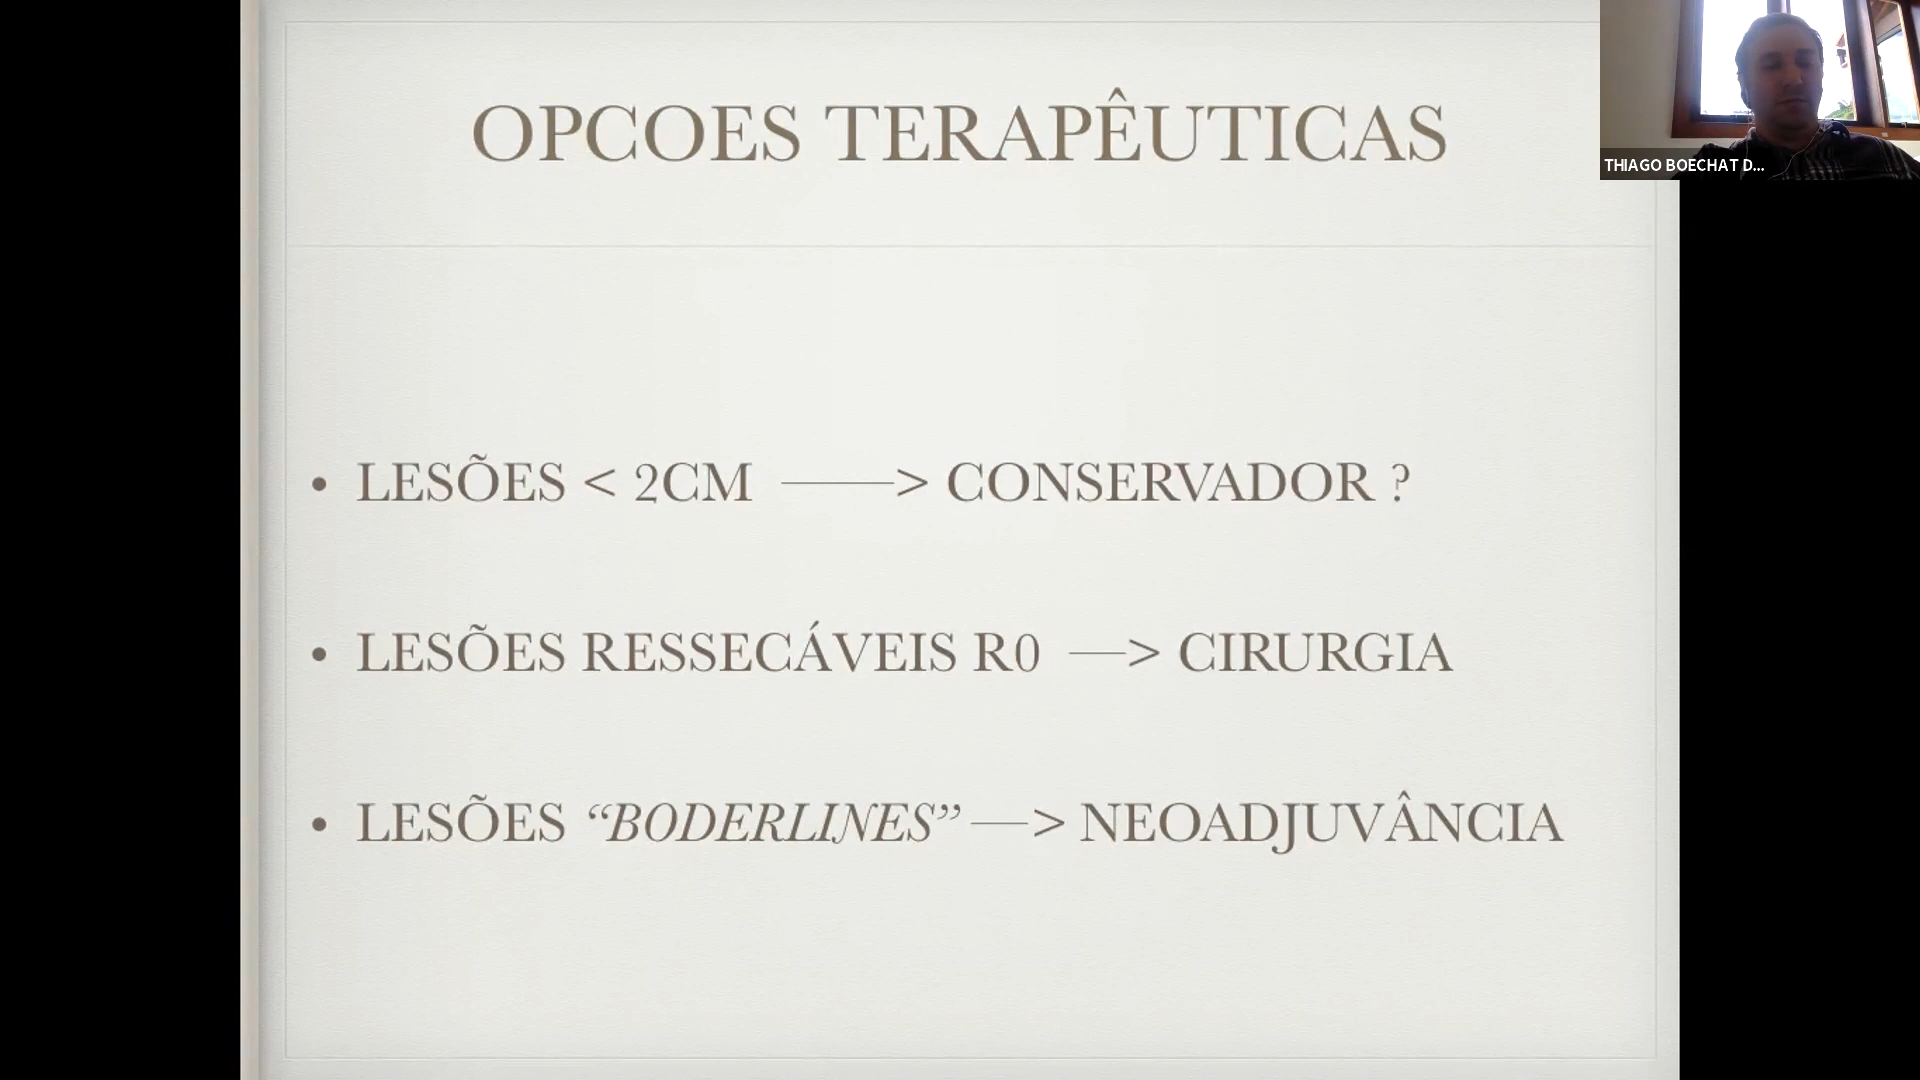 OPCOES TERAPÊUTICAS
THIAGO BOECHAT D...
• LESÕES < 2CM ——> CONSERVADOR ?
• LESÕES RESSECÁVEIS R0 —> CIRURGIA
• LESÕES “BODERLINES” —> NEOADJUVÂNCIA